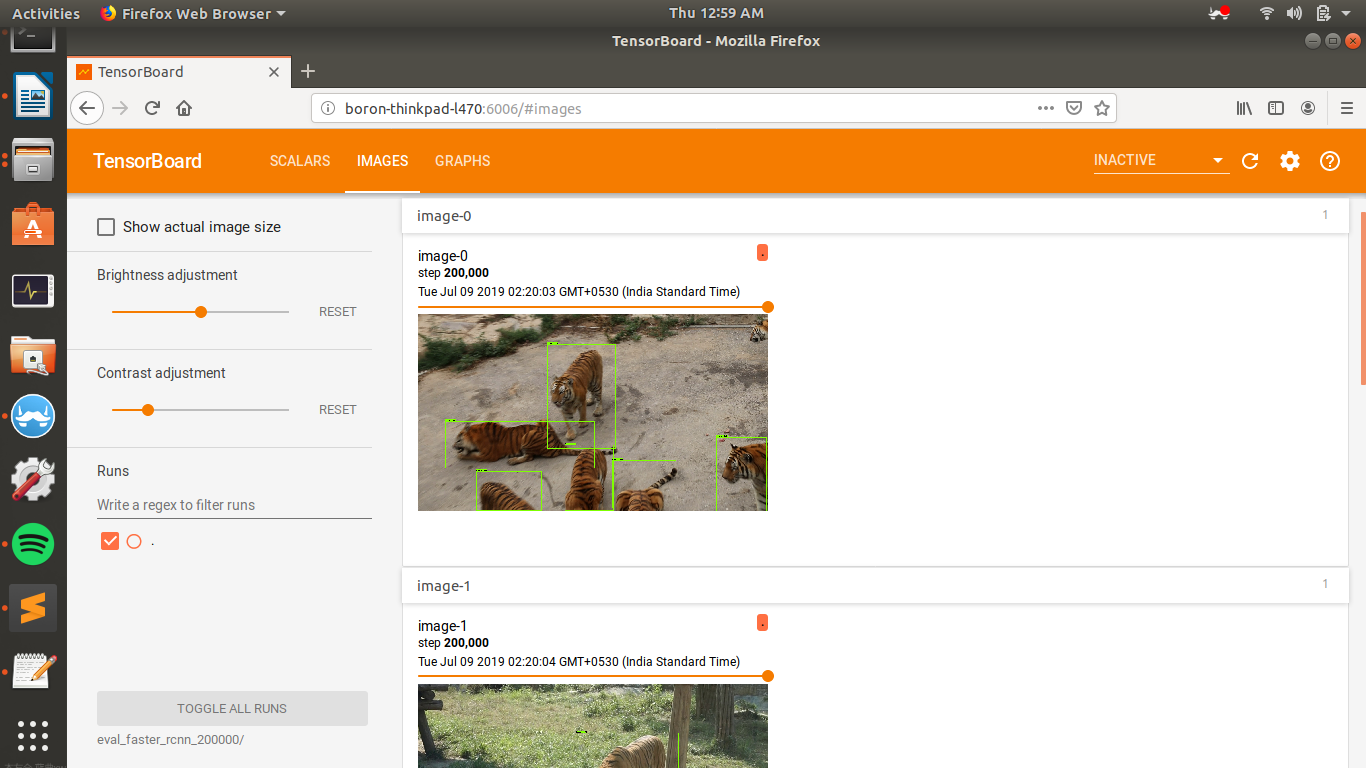 Activities
Firefox Web Browser
Thu 12:59 AM
TensorBoard - Mozilla Firefox
TensorBoard
boron-thinkpad-l470:6006/#images
TensorBoard
SCALARS
IMAGES
GRAPHS
INACTIVE
Show actual image size
Brightness adjustment
RESET
Contrast adjustment
RESET
Runs
Write a regex to filter runs
.
TOGGLE ALL RUNS
eval_faster_rcnn_200000/
image-0
1
image-0
.
step 200,000
Tue Jul 09 2019 02:20:03 GMT+0530 (India Standard Time)
image-1
1
image-1
.
step 200,000
Tue Jul 09 2019 02:20:04 GMT+0530 (India Standard Time)